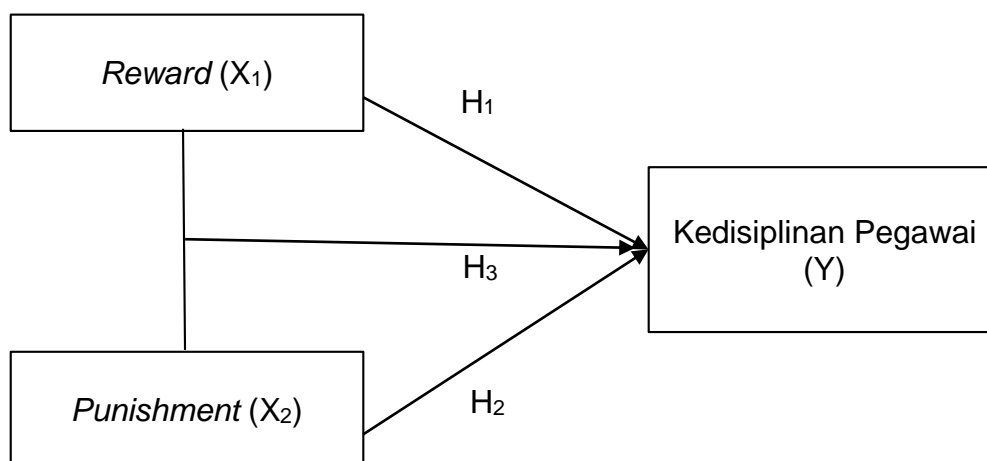 Reward (X₁)
H₁
Kedisiplinan Pegawai
(Y)
H₃
Punishment (X₂)
H₂